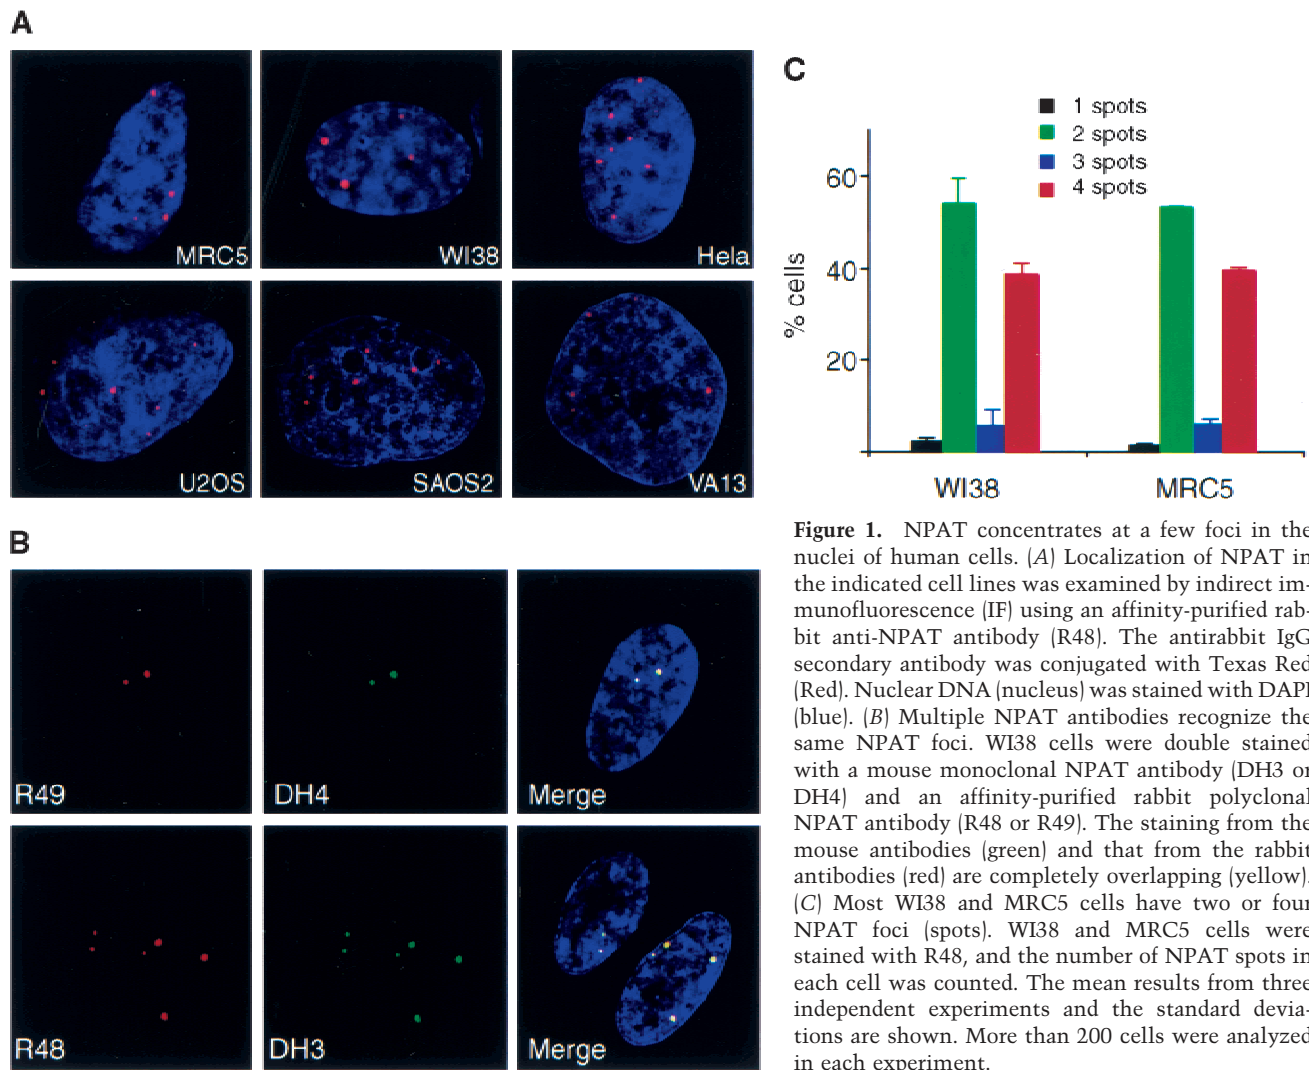 A
MRC5
WI38
Hela
U2OS
SAOS2
VA13
B
R49
DH4
Merge
R48
DH3
Merge
C
1 spots
2 spots
3 spots
4 spots
% cells
60
40
20
WI38
MRC5
Figure 1. NPAT concentrates at a few foci in the
nuclei of human cells. (A) Localization of NPAT in
the indicated cell lines was examined by indirect im-
munofluorescence (IF) using an affinity-purified rab-
bit anti-NPAT antibody (R48). The antirabbit IgG
secondary antibody was conjugated with Texas Red
(Red). Nuclear DNA (nucleus) was stained with DAPI
(blue). (B) Multiple NPAT antibodies recognize the
same NPAT foci. WI38 cells were double stained
with a mouse monoclonal NPAT antibody (DH3 or
DH4) and an affinity-purified rabbit polyclonal
NPAT antibody (R48 or R49). The staining from the
mouse antibodies (green) and that from the rabbit
antibodies (red) are completely overlapping (yellow).
(C) Most WI38 and MRC5 cells have two or four
NPAT foci (spots). WI38 and MRC5 cells were
stained with R48, and the number of NPAT spots in
each cell was counted. The mean results from three
independent experiments and the standard devia-
tions are shown. More than 200 cells were analyzed
in each experiment.